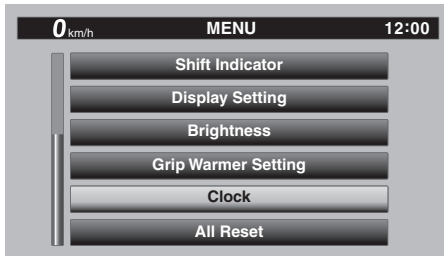 0 km/h MENU 12:00
Shift Indicator
Display Setting
Brightness
Grip Warmer Setting
Clock
All Reset